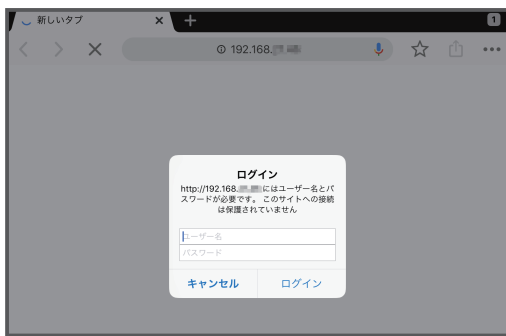 新しいタブ
1
192.168.
ログイン
http://192.168. にはユーザー名とパ
スワードが必要です。 このサイトへの接続
は保護されていません
ユーザー名
パスワード
キャンセル ログイン